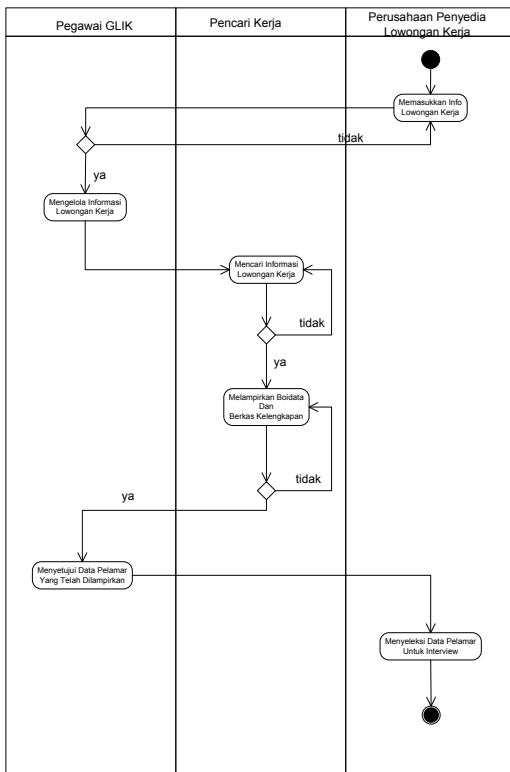 Pegawai GLIK
Pencari Kerja
Perusahaan Penyedia
Lowongan Kerja
Memasukkan Info
Lowongan Kerja
tidak
ya
Mengelola Informasi
Lowongan Kerja
Mencari Informasi
Lowongan Kerja
tidak
ya
Melampirkan Boidata
Dan
Berkas Kelengkapan
tidak
ya
Menyetujui Data Pelamar
Yang Telah Dilampirkan
Menyeleksi Data Pelamar
Untuk Interview